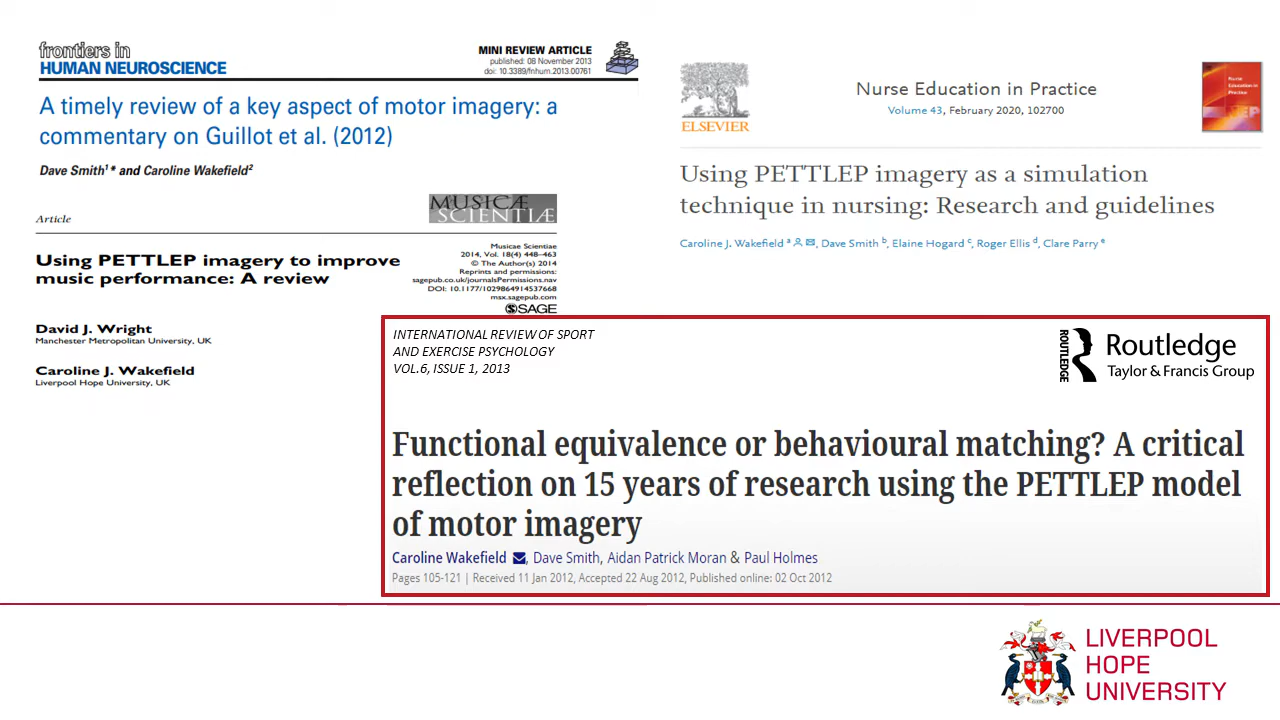 frontiers in
HUMAN NEUROSCIENCE
MINI REVIEW ARTICLE
published: 08 November 2013
doi: 10.3389/fnhum.2013.00761
A timely review of a key aspect of motor imagery: a
commentary on Guillot et al. (2012)
Dave Smith¹* and Caroline Wakefield²
Article
MUSICÆ
SCIENTIÆ
Using PETTLEP imagery to improve
music performance: A review
Musicae Scientiae
2014, Vol. 18(4) 448–463
© The Author(s) 2014
Reprints and permissions:
sagepub.co.uk/journalsPermissions.nav
DOI: 10.1177/1029864914537668
msx.sagepub.com
SAGE
David J. Wright
Manchester Metropolitan University, UK
Caroline J. Wakefield
Liverpool Hope University, UK
ELSEVIER
Nurse Education in Practice
Volume 43, February 2020, 102700
Nurse
Education in
Practice
Using PETTLEP imagery as a simulation
technique in nursing: Research and guidelines
Caroline J. Wakefield a, Dave Smith b, Elaine Hogard c, Roger Ellis d, Clare Parry e
INTERNATIONAL REVIEW OF SPORT
AND EXERCISE PSYCHOLOGY
VOL.6, ISSUE 1, 2013
ROUTLEDGE
Routledge
Taylor & Francis Group
Functional equivalence or behavioural matching? A critical
reflection on 15 years of research using the PETTLEP model
of motor imagery
Caroline Wakefield, Dave Smith, Aidan Patrick Moran & Paul Holmes
Pages 105-121 | Received 11 Jan 2012, Accepted 22 Aug 2012, Published online: 02 Oct 2012
LIVERPOOL
HOPE
UNIVERSITY